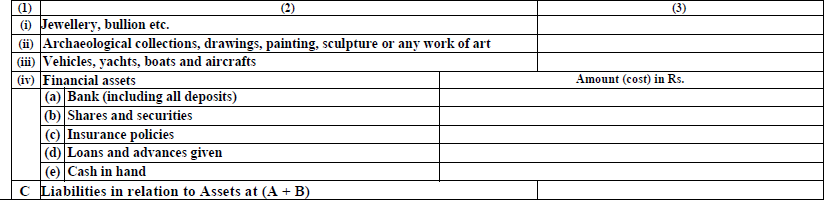 (1) (2) (3)
(i) Jewellery, bullion etc.
(ii) Archaeological collections, drawings, painting, sculpture or any work of art
(iii) Vehicles, yachts, boats and aircrafts
(iv) Financial assets Amount (cost) in Rs.
(a) Bank (including all deposits)
(b) Shares and securities
(c) Insurance policies
(d) Loans and advances given
(e) Cash in hand
C Liabilities in relation to Assets at (A + B)